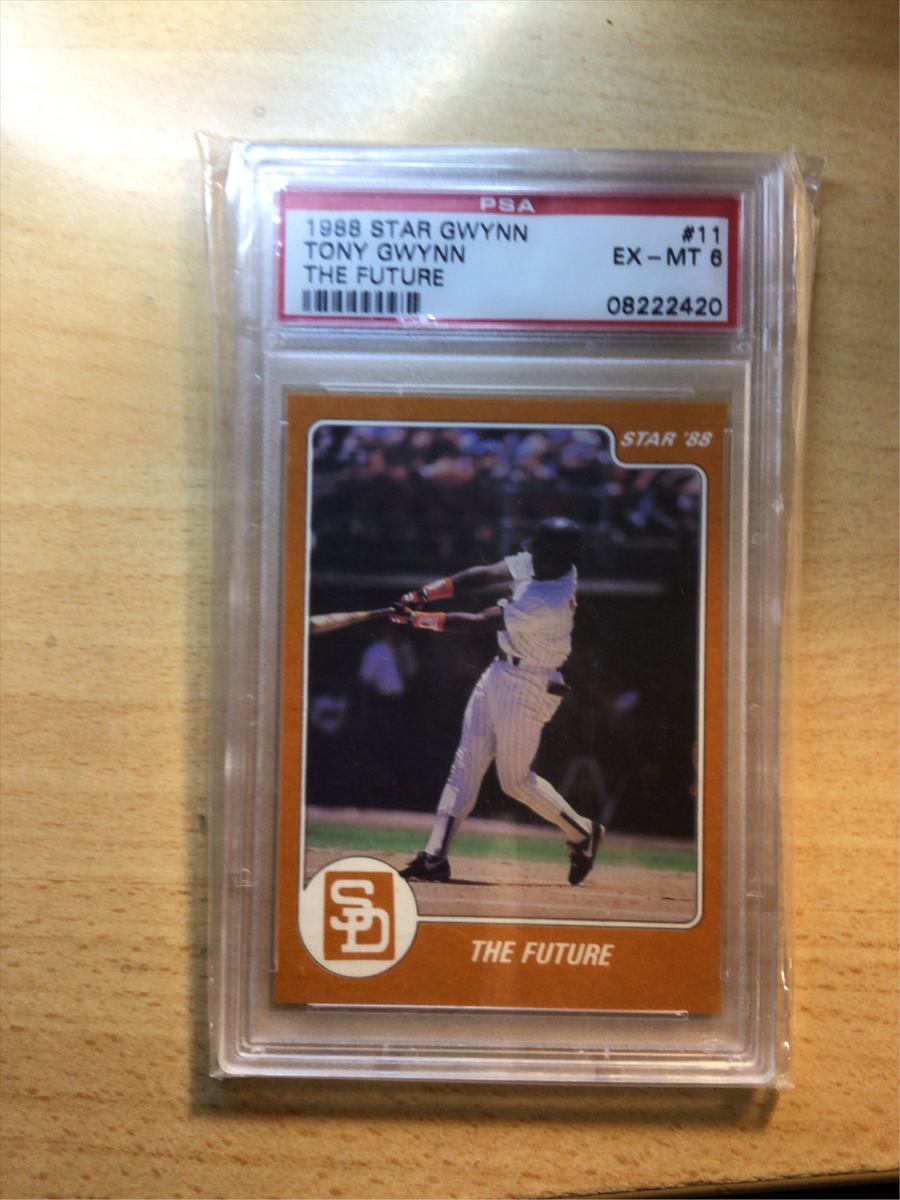 PSA
1988 STAR GWYNN #11
TONY GWYNN EX-MT 6
THE FUTURE
08222420
STAR '88
SD
THE FUTURE